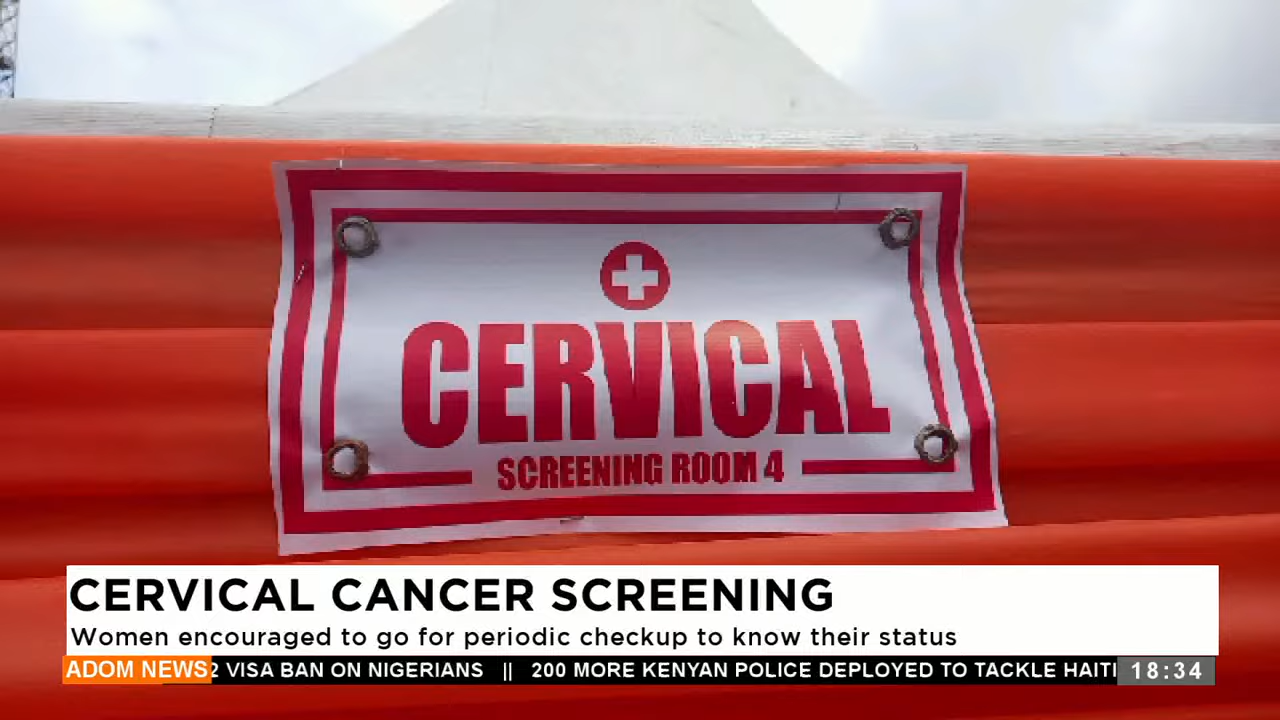 CERVICAL
SCREENING ROOM 4
CERVICAL CANCER SCREENING
Women encouraged to go for periodic checkup to know their status
ADOM NEWS 2 VISA BAN ON NIGERIANS || 200 MORE KENYAN POLICE DEPLOYED TO TACKLE HAITI 18:34